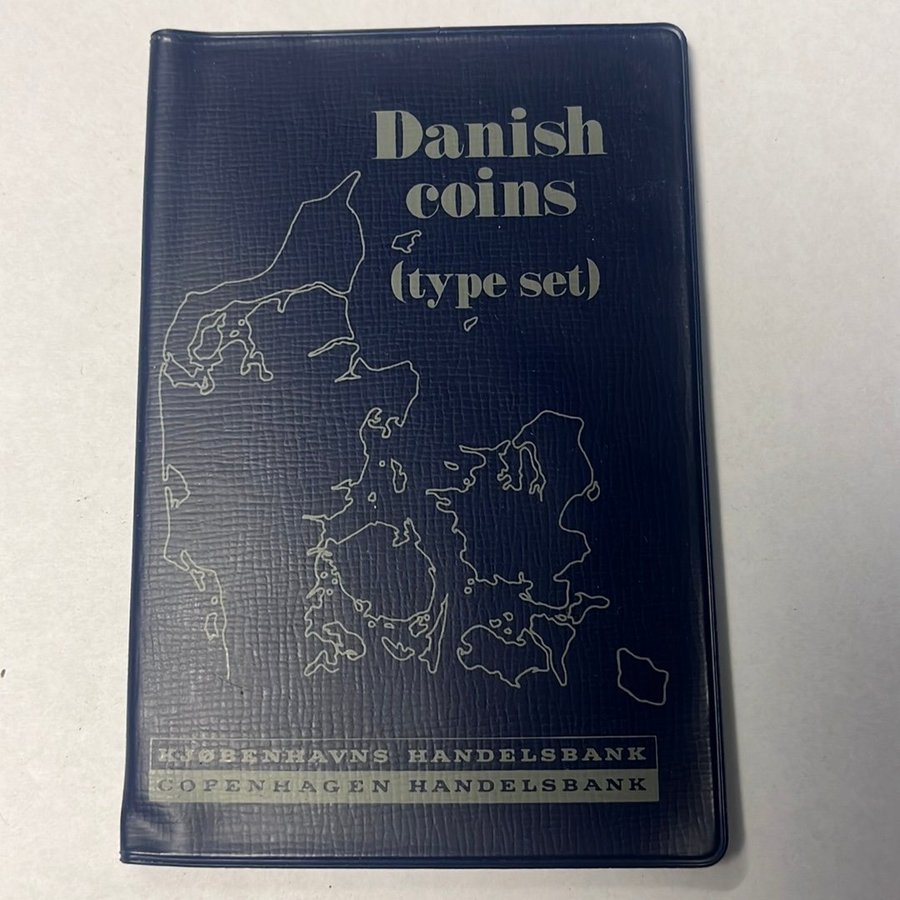 Danish
coins
(type set)
KJØBENHAVNS HANDELSBANK
COPENHAGEN HANDELSBANK